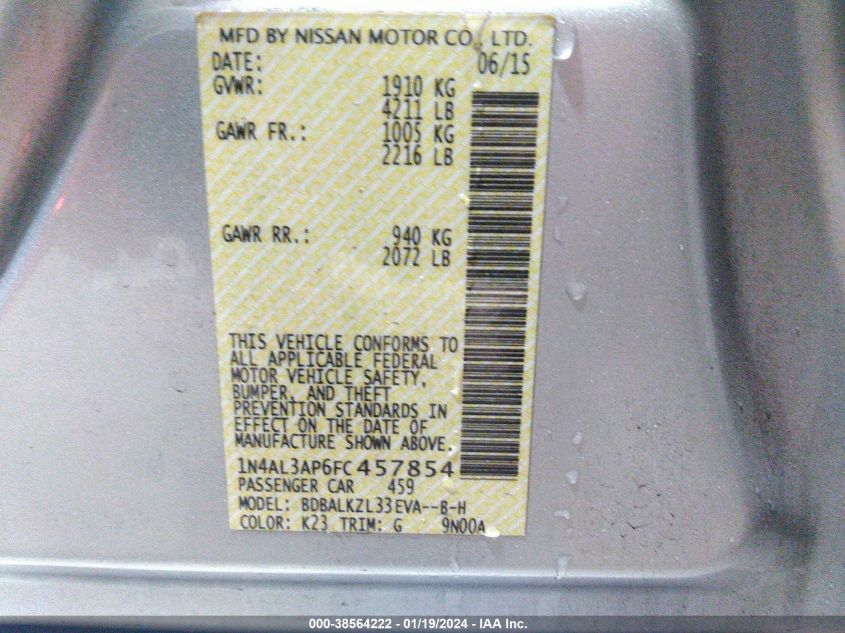 MFD BY NISSAN MOTOR CO., LTD.
DATE: 06/15
GVWR: 1910 KG
4211 LB
GAWR FR.: 1005 KG
2216 LB
GAWR RR.: 940 KG
2072 LB
THIS VEHICLE CONFORMS TO
ALL APPLICABLE FEDERAL
MOTOR VEHICLE SAFETY,
BUMPER, AND THEFT
PREVENTION STANDARDS IN
EFFECT ON THE DATE OF
MANUFACTURE SHOWN ABOVE.
1N4AL3AP6FC457854
PASSENGER CAR 459
MODEL: BDBALKZL33EVA--B-H
COLOR: K23 TRIM: G 9N00A
000-38564222 - 01/19/2024 - IAA Inc.